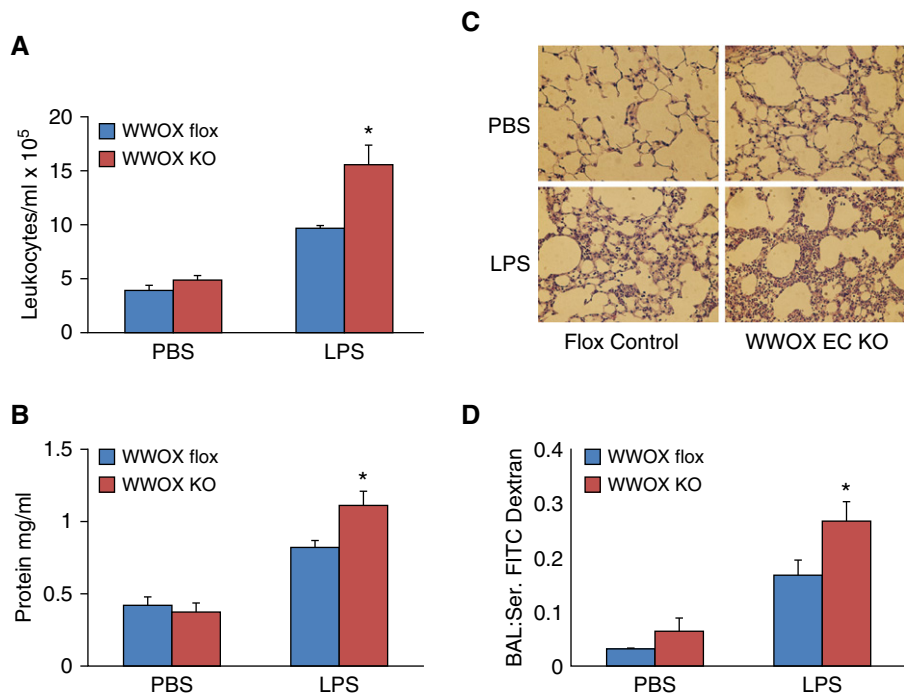 A
Leukocytes/ml x 10⁵
20
15
10
5
0
WWOX flox
WWOX KO
*
PBS
LPS
C
PBS
LPS
Flox Control
WWOX EC KO
B
Protein mg/ml
1.5
1
0.5
0
WWOX flox
WWOX KO
*
PBS
LPS
D
BAL:Ser. FITC Dextran
0.4
0.3
0.2
0.1
0
WWOX flox
WWOX KO
*
PBS
LPS